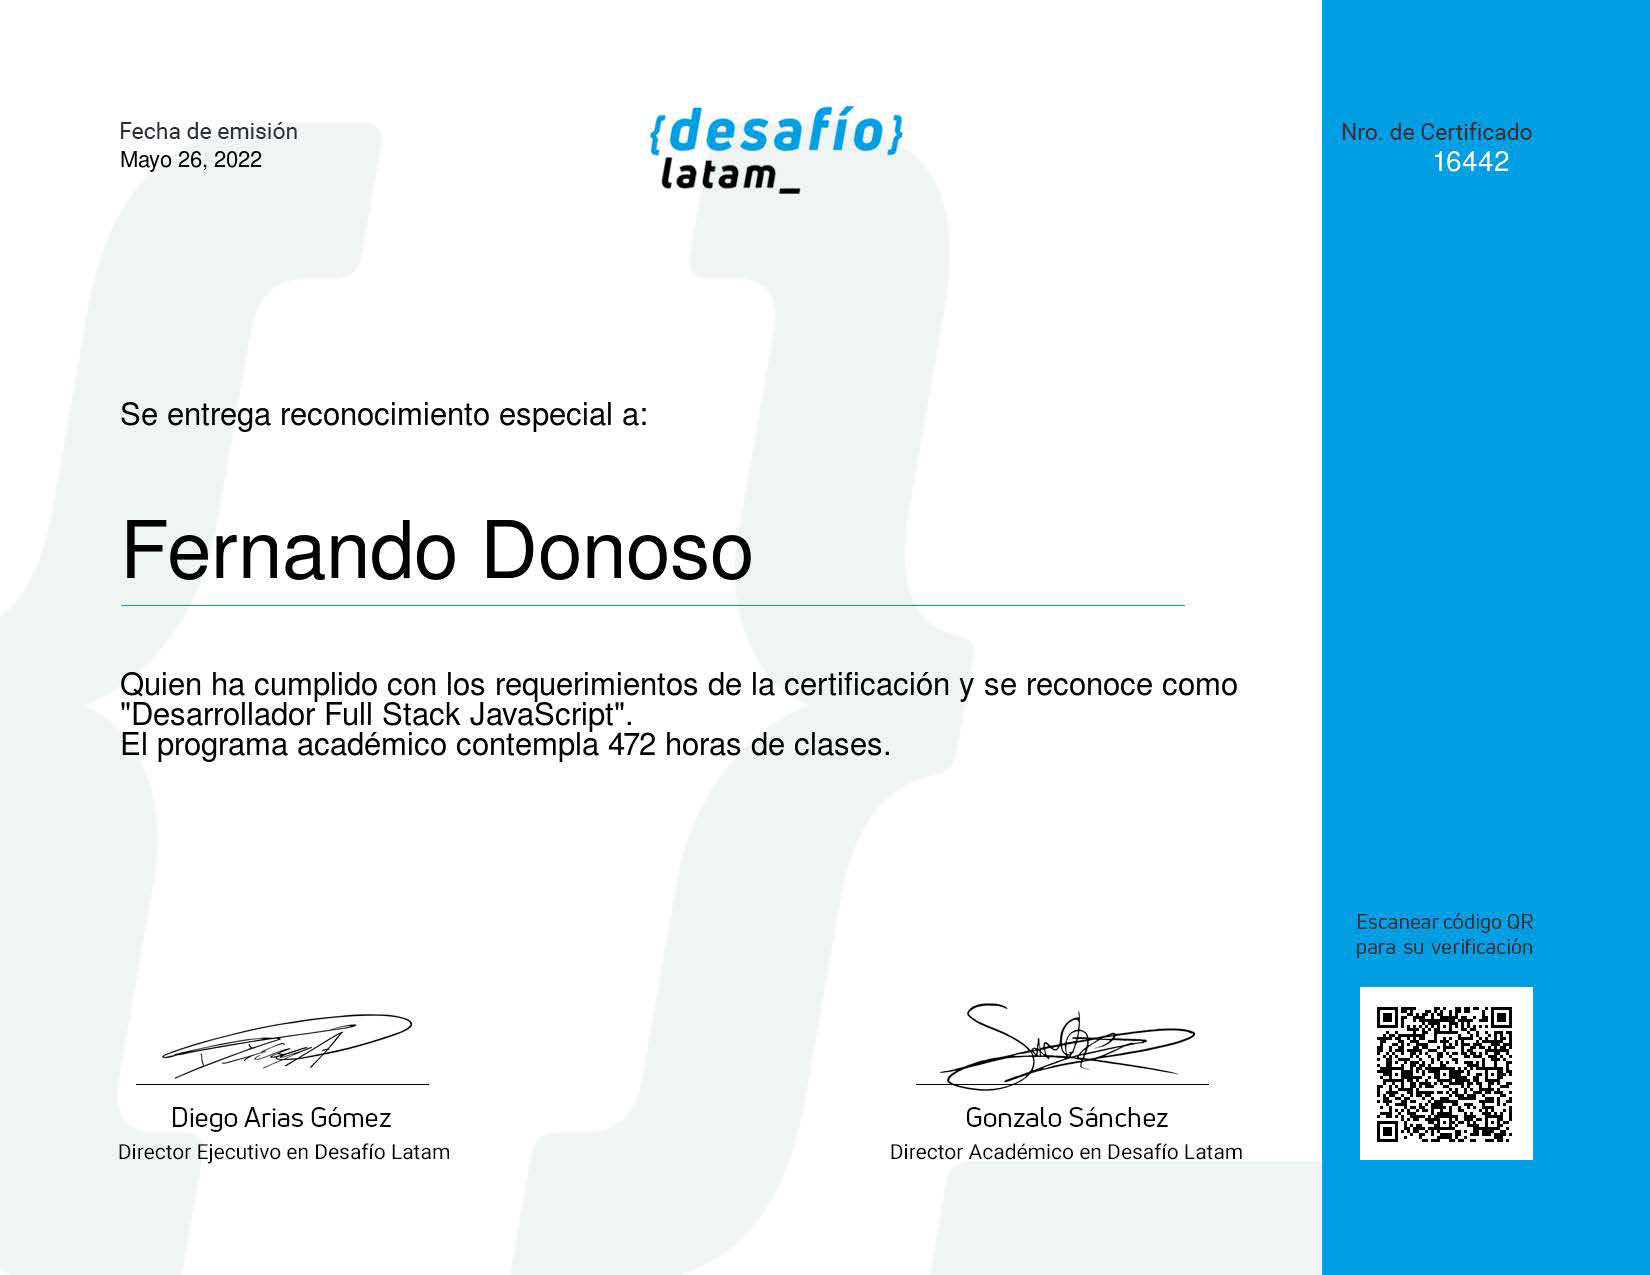 Fecha de emisión
Mayo 26, 2022
{desafío}
latam_
Nro. de Certificado
16442
Se entrega reconocimiento especial a:
Fernando Donoso
Quien ha cumplido con los requerimientos de la certificación y se reconoce como
"Desarrollador Full Stack JavaScript".
El programa académico contempla 472 horas de clases.
Escanear código QR
para su verificación
Diego Arias Gómez
Director Ejecutivo en Desafío Latam
Gonzalo Sánchez
Director Académico en Desafío Latam